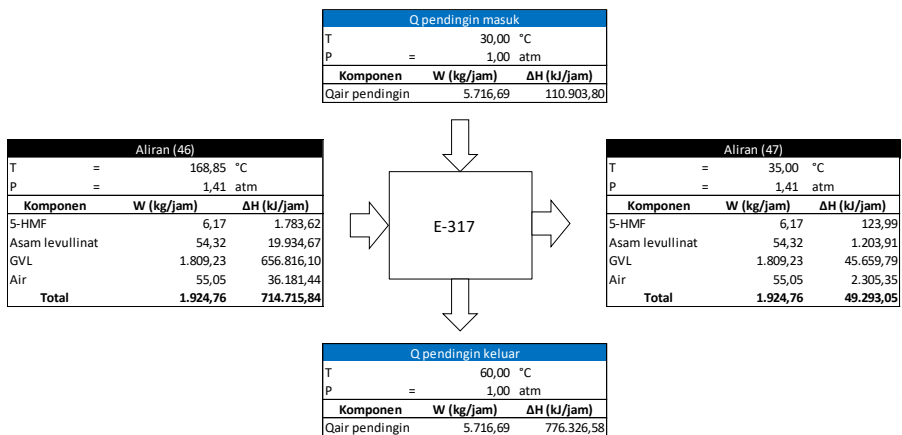 Q pendingin masuk
T 30,00 °C
P = 1,00 atm
Komponen W (kg/jam) ΔH (kJ/jam)
Qair pendingin 5.716,69 110.903,80
Aliran (46)
T = 168,85 °C
P = 1,41 atm
Komponen W (kg/jam) ΔH (kJ/jam)
5-HMF 6,17 1.783,62
Asam levullinat 54,32 19.934,67
GVL 1.809,23 656.816,10
Air 55,05 36.181,44
Total 1.924,76 714.715,84
E-317
Aliran (47)
T = 35,00 °C
P = 1,41 atm
Komponen W (kg/jam) ΔH (kJ/jam)
5-HMF 6,17 123,99
Asam levullinat 54,32 1.203,91
GVL 1.809,23 45.659,79
Air 55,05 2.305,35
Total 1.924,76 49.293,05
Q pendingin keluar
T 60,00 °C
P = 1,00 atm
Komponen W (kg/jam) ΔH (kJ/jam)
Qair pendingin 5.716,69 776.326,58